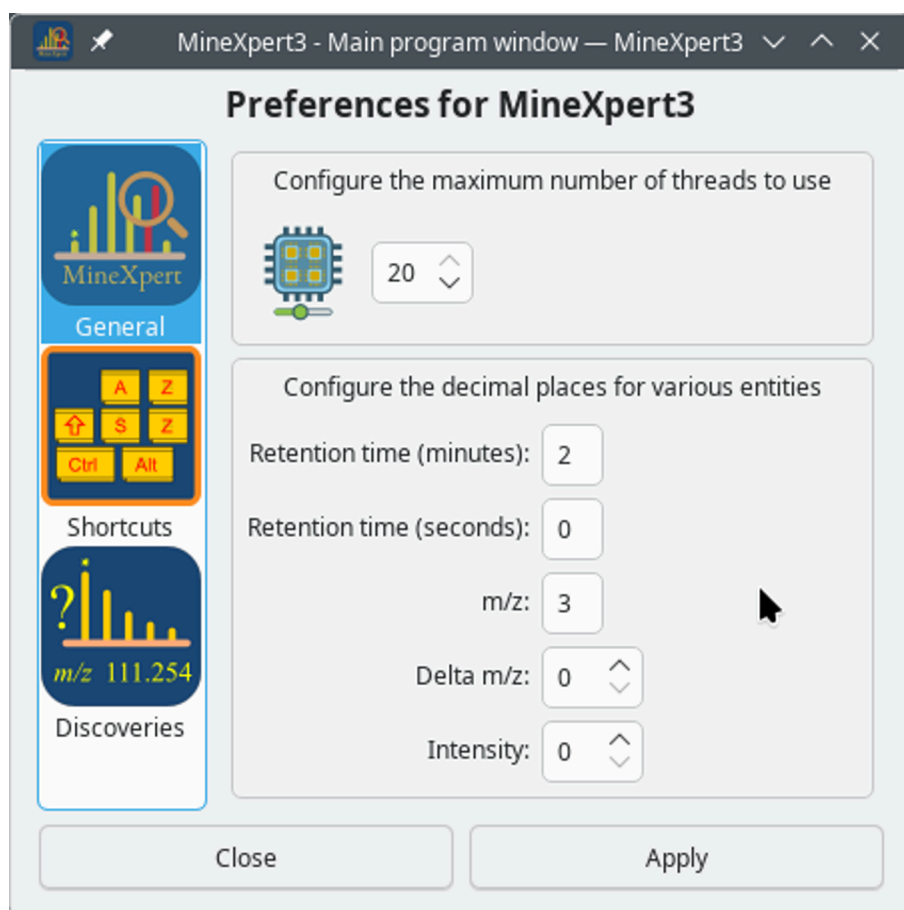 MineXpert3 - Main program window — MineXpert3
Preferences for MineXpert3
MineXpert
General
A Z
S Z
Ctrl Alt
Shortcuts
?
m/z 111.254
Discoveries
Configure the maximum number of threads to use
20
Configure the decimal places for various entities
Retention time (minutes): 2
Retention time (seconds): 0
m/z: 3
Delta m/z: 0
Intensity: 0
Close Apply